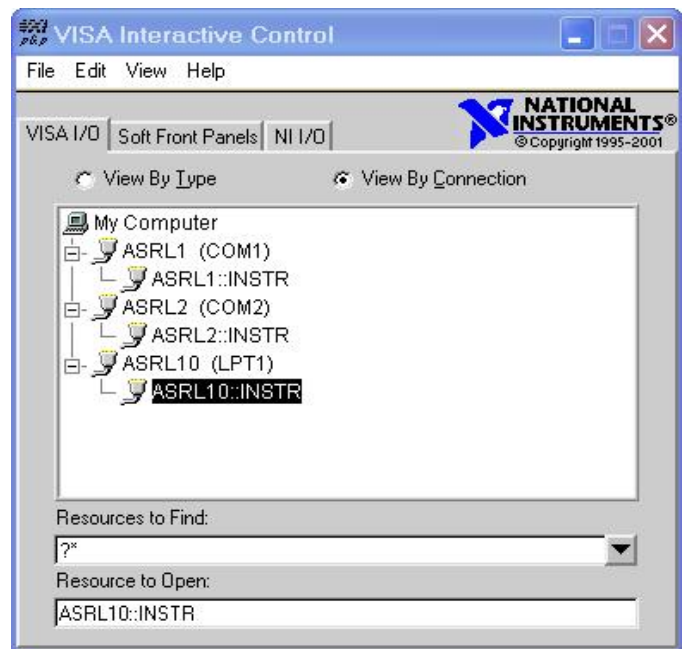 VISA Interactive Control
File Edit View Help
NATIONAL INSTRUMENTS®
© Copyright 1995-2001
VISA I/O Soft Front Panels NI I/O
View By Type View By Connection
My Computer
ASRL1 (COM1)
ASRL1::INSTR
ASRL2 (COM2)
ASRL2::INSTR
ASRL10 (LPT1)
ASRL10::INSTR
Resources to Find:
?*
Resource to Open:
ASRL10::INSTR